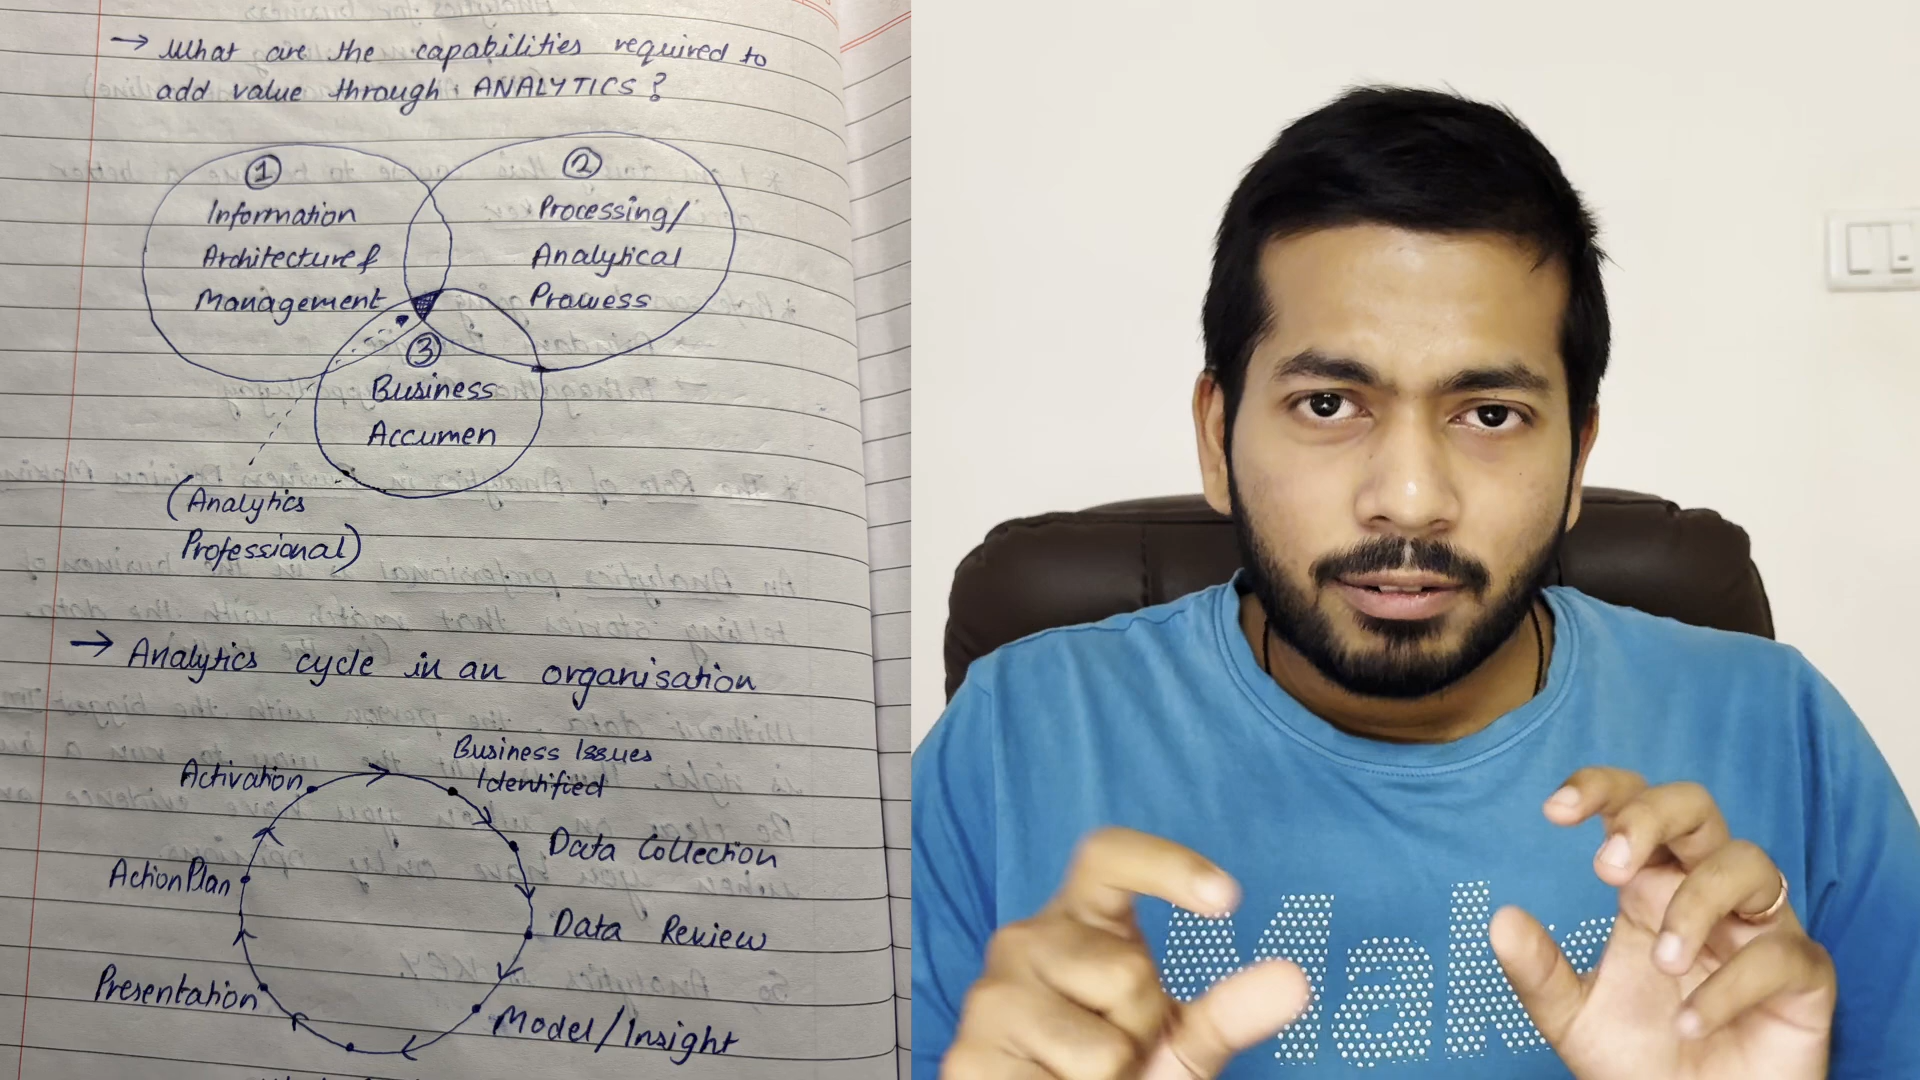 → What are the capabilities required to
add value through ANALYTICS ?
1
Information
Architecture &
Management
2
Processing/
Analytical
Prowess
3
Business
Accumen
(Analytics
Professional)
→ Analytics cycle in an organisation
Business Issues
Identified
Data Collection
Data Review
Model/Insight
Presentation
Action Plan
Activation
Mak